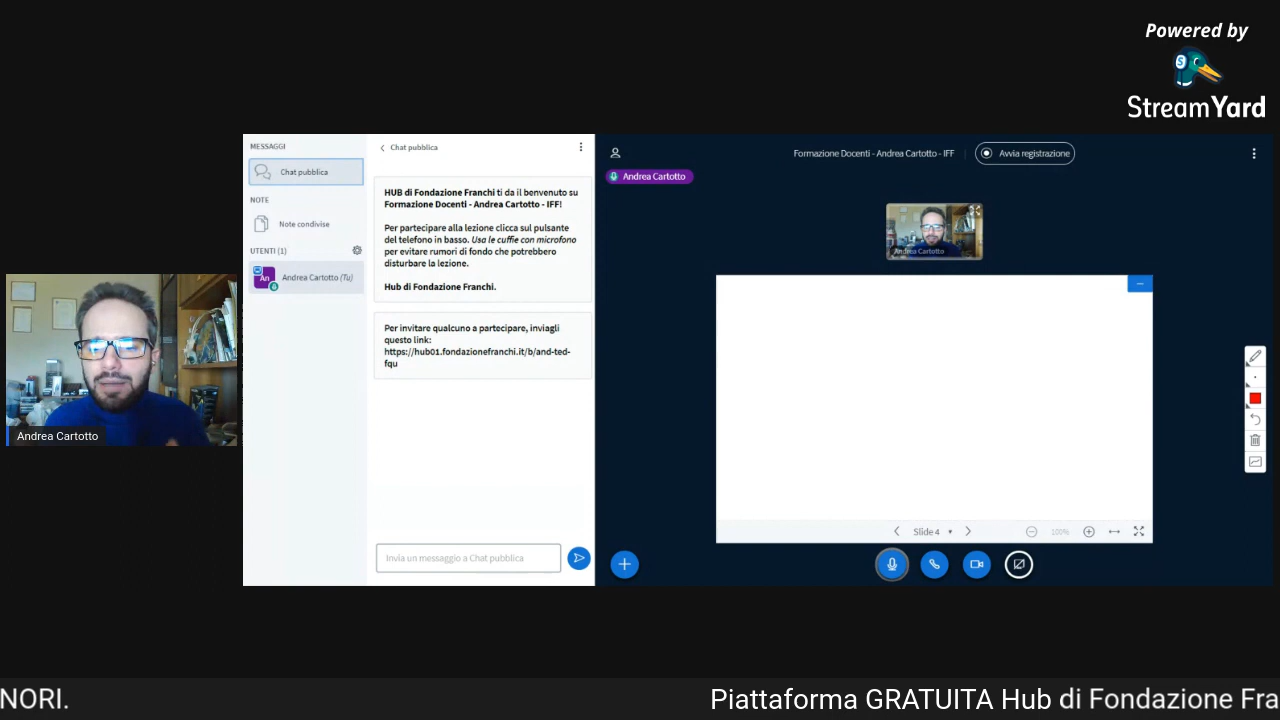 Powered by
StreamYard
MESSAGGI
Chat pubblica
NOTE
Note condivise
UTENTI (1)
An
Andrea Cartotto (Tu)
Chat pubblica
HUB di Fondazione Franchi ti da il benvenuto su
Formazione Docenti - Andrea Cartotto - IFF!
Per partecipare alla lezione clicca sul pulsante
del telefono in basso. Usa le cuffie con microfono
per evitare rumori di fondo che potrebbero
disturbare la lezione.
Hub di Fondazione Franchi.
Per invitare qualcuno a partecipare, inviagli
questo link:
https://hub01.fondazionefranchi.it/b/and-ted-
fqu
Invia un messaggio a Chat pubblica
Formazione Docenti - Andrea Cartotto - IFF
Avvia registrazione
Andrea Cartotto
Andrea Cartotto
Slide 4
100%
Andrea Cartotto
NORI.
Piattaforma GRATUITA Hub di Fondazione Fra